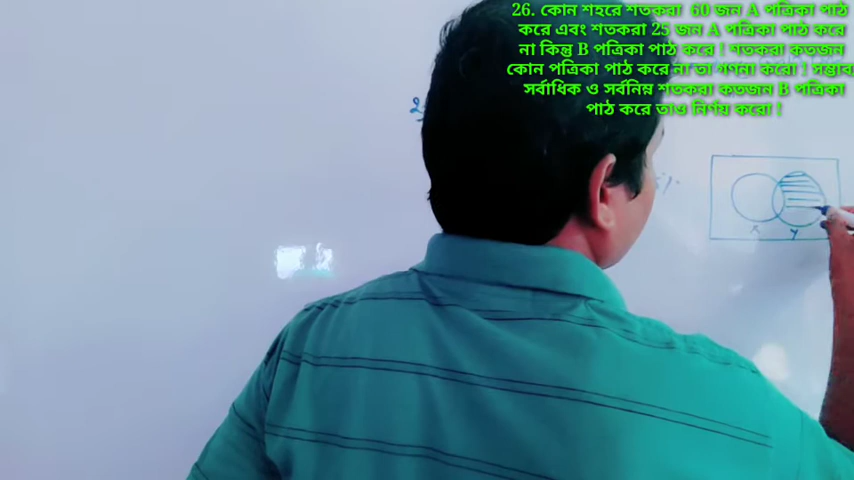 26. কোন শহরে শতকরা 60 জন A পত্রিকা পাঠ
করে এবং শতকরা 25 জন A পত্রিকা পাঠ করে
না কিন্তু B পত্রিকা পাঠ করে ! শতকরা কতজন
কোন পত্রিকা পাঠ করে না তা গণনা করো ! সম্ভাব
সর্বাধিক ও সর্বনিম্ন শতকরা কতজন B পত্রিকা
পাঠ করে তাও নির্ণয় করো !
x y